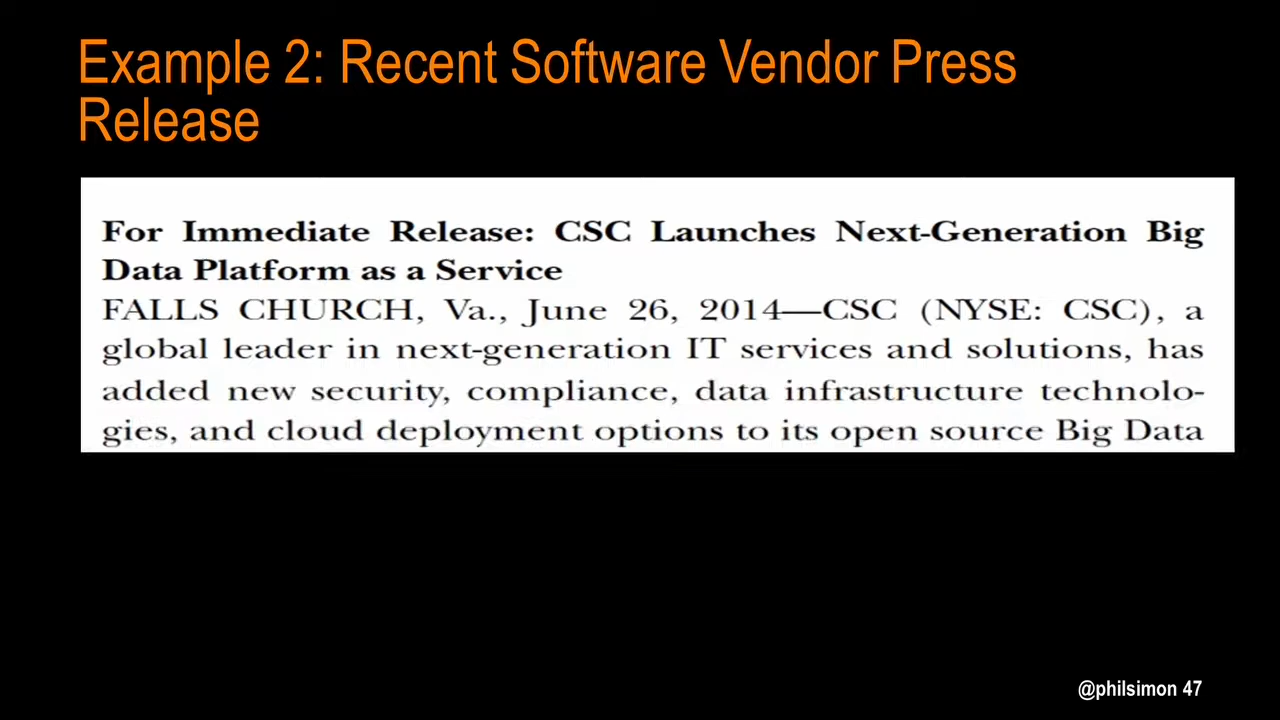 Example 2: Recent Software Vendor Press
Release
For Immediate Release: CSC Launches Next-Generation Big
Data Platform as a Service
FALLS CHURCH, Va., June 26, 2014—CSC (NYSE: CSC), a
global leader in next-generation IT services and solutions, has
added new security, compliance, data infrastructure technolo-
gies, and cloud deployment options to its open source Big Data
@philsimon 47